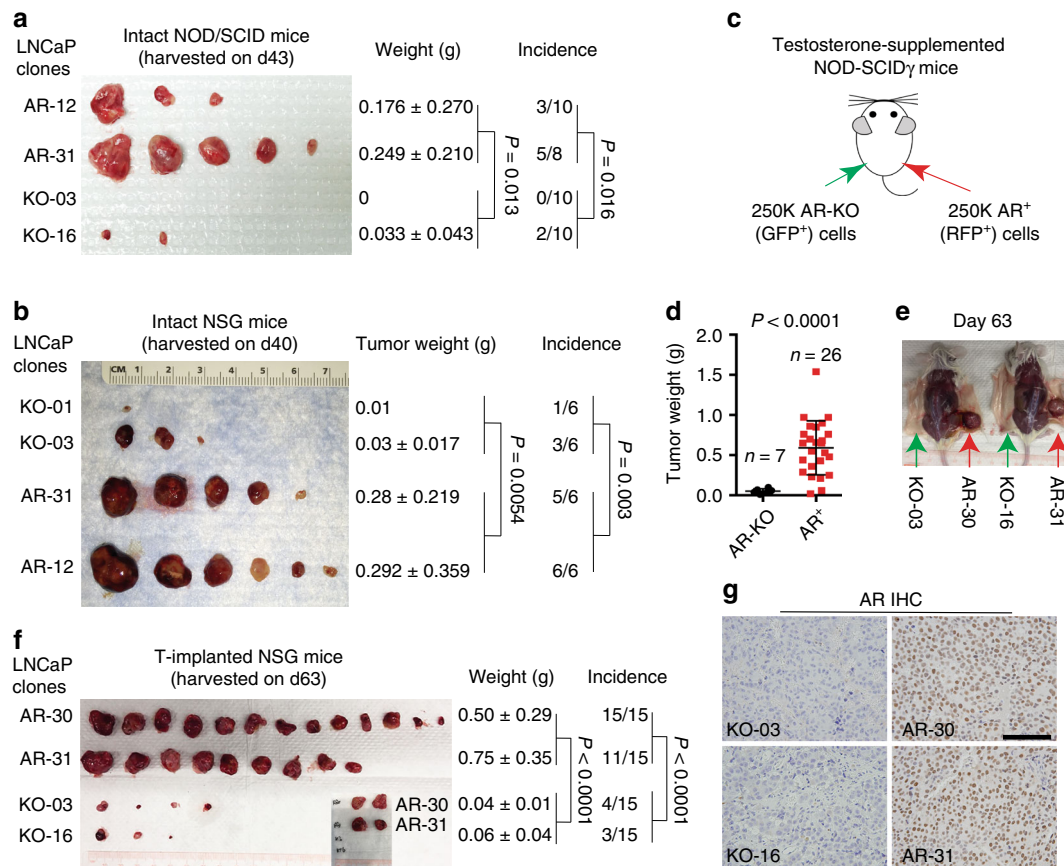 a
LNCaP clones
Intact NOD/SCID mice
(harvested on d43)
Weight (g)
Incidence
AR-12
0.176 ± 0.270
3/10
AR-31
0.249 ± 0.210
5/8
KO-03
0
0/10
KO-16
0.033 ± 0.043
2/10
P = 0.013
P = 0.016
b
LNCaP clones
Intact NSG mice
(harvested on d40)
Tumor weight (g)
Incidence
CM 1 2 3 4 5 6 7
KO-01
0.01
1/6
KO-03
0.03 ± 0.017
3/6
AR-31
0.28 ± 0.219
5/6
AR-12
0.292 ± 0.359
6/6
P = 0.0054
P = 0.003
c
Testosterone-supplemented
NOD-SCIDγ mice
250K AR-KO
(GFP⁺) cells
250K AR⁺
(RFP⁺) cells
d
P < 0.0001
Tumor weight (g)
2.0
1.5
1.0
0.5
0.0
n = 7
n = 26
AR-KO
AR⁺
e
Day 63
KO-03
AR-30
KO-16
AR-31
f
LNCaP clones
T-implanted NSG mice
(harvested on d63)
Weight (g)
Incidence
AR-30
0.50 ± 0.29
15/15
AR-31
0.75 ± 0.35
11/15
KO-03
0.04 ± 0.01
4/15
KO-16
0.06 ± 0.04
3/15
AR-30
AR-31
P < 0.0001
P < 0.0001
g
AR IHC
KO-03
AR-30
KO-16
AR-31